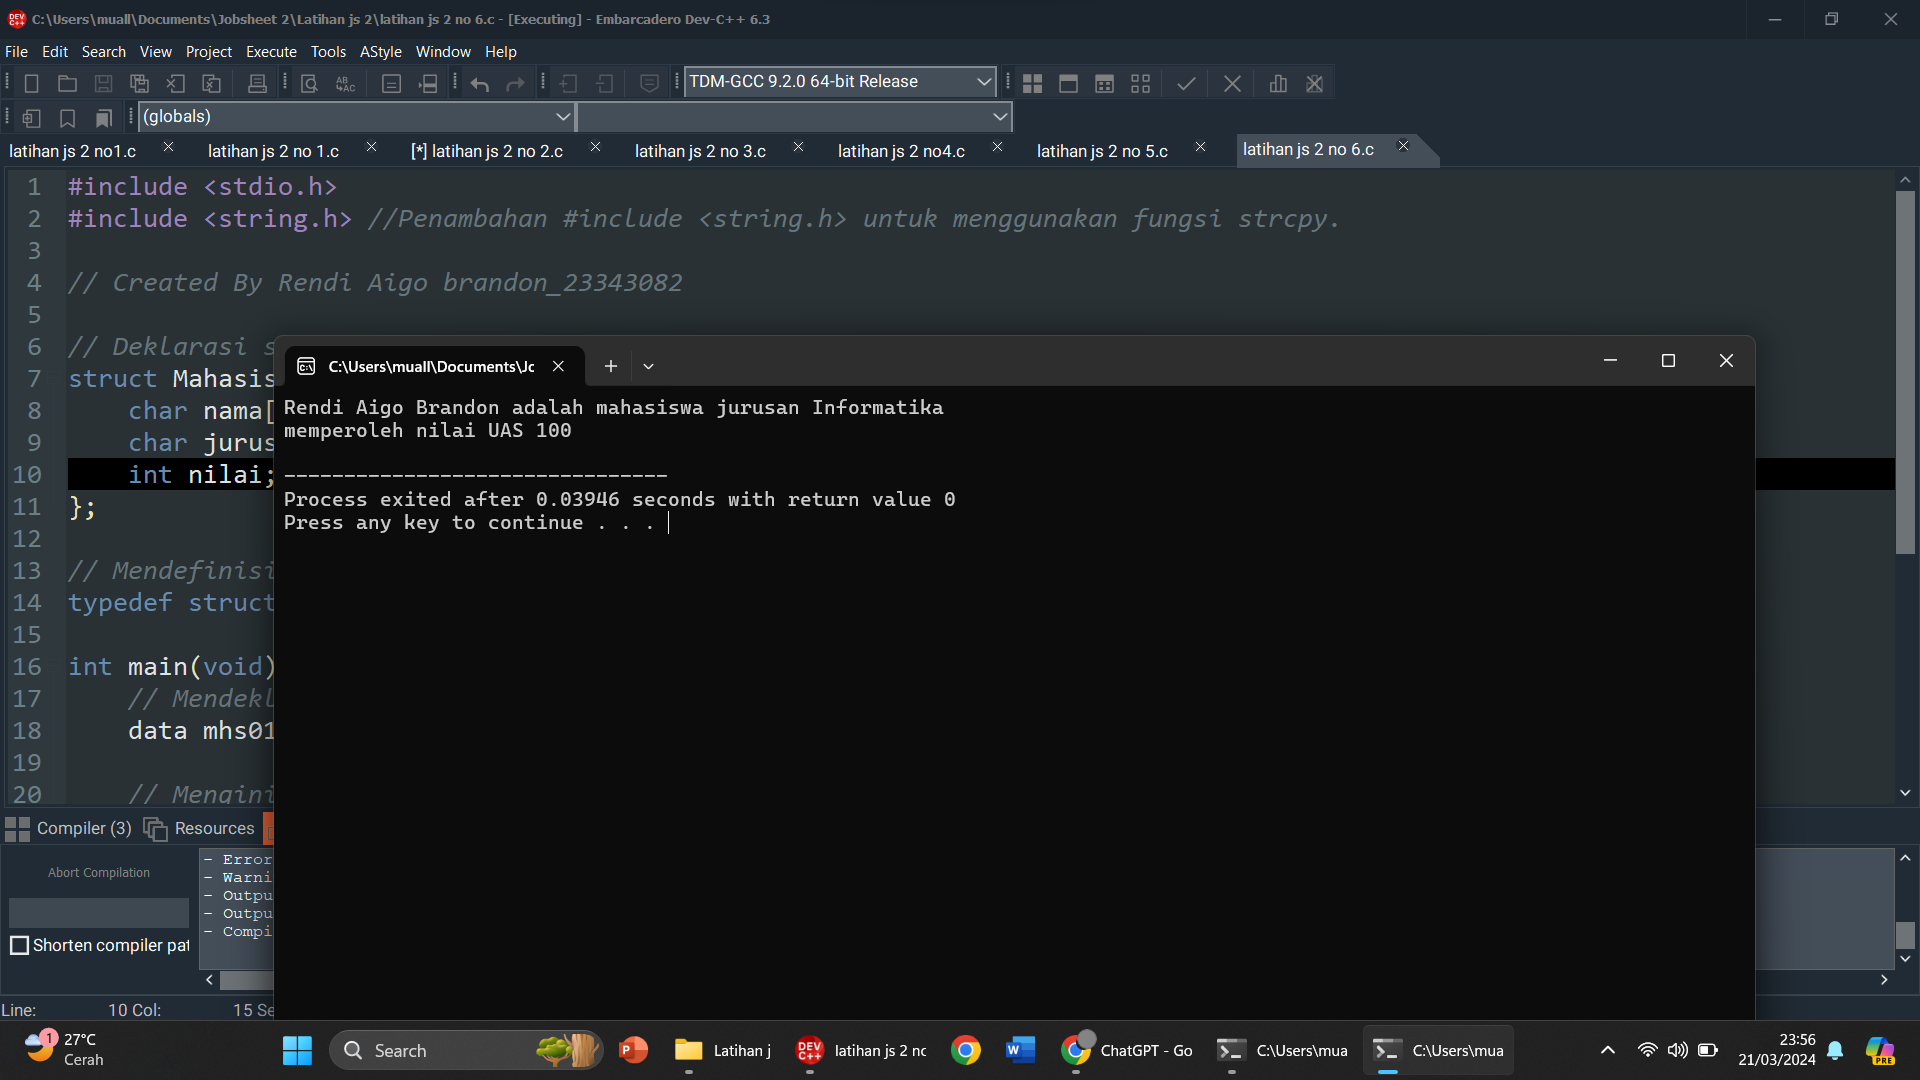 C:\Users\muall\Documents\Jobsheet 2\Latihan js 2\latihan js 2 no 6.c - [Executing] - Embarcadero Dev-C++ 6.3
File Edit Search View Project Execute Tools AStyle Window Help
TDM-GCC 9.2.0 64-bit Release
(globals)
latihan js 2 no1.c latihan js 2 no 1.c [*] latihan js 2 no 2.c latihan js 2 no 3.c latihan js 2 no4.c latihan js 2 no 5.c latihan js 2 no 6.c
1 #include <stdio.h>
2 #include <string.h> //Penambahan #include <string.h> untuk menggunakan fungsi strcpy.
3
4 // Created By Rendi Aigo brandon_23343082
5
6 // Deklarasi s
7 struct Mahasis
8 char nama[
9 char jurus
10 int nilai;
11 };
12
13 // Mendefinisi
14 typedef struct
15
16 int main(void)
17 // Mendekl
18 data mhs01
19
20 // Mengini
C:\Users\muall\Documents\Jc
Rendi Aigo Brandon adalah mahasiswa jurusan Informatika
memperoleh nilai UAS 100
--------------------------------
Process exited after 0.03946 seconds with return value 0
Press any key to continue . . .
Compiler (3) Resources
Abort Compilation
Shorten compiler pat
- Error
- Warni
- Outpu
- Outpu
- Compi
Line: 10 Col: 15 Se
1 27°C
Cerah
Search
Latihan j
latihan js 2 nc
ChatGPT - Go
C:\Users\mua
C:\Users\mua
23:56
21/03/2024
PRE